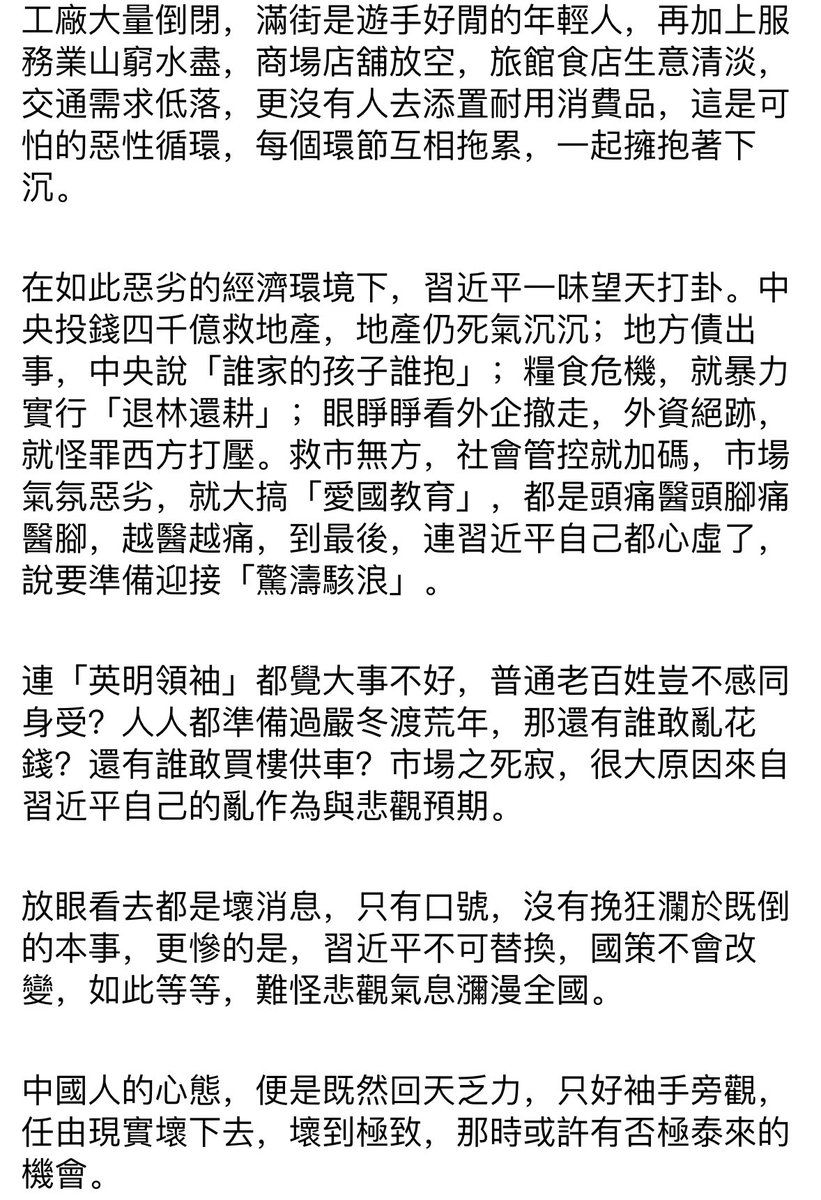 工廠大量倒閉，滿街是遊手好閒的年輕人，再加上服
務業山窮水盡，商場店舖放空，旅館食店生意清淡，
交通需求低落，更沒有人去添置耐用消費品，這是可
怕的惡性循環，每個環節互相拖累，一起擁抱著下
沉。
在如此惡劣的經濟環境下，習近平一味望天打卦。中
央投錢四千億救地產，地產仍死氣沉沉；地方債出
事，中央說「誰家的孩子誰抱」；糧食危機，就暴力
實行「退林還耕」；眼睜睜看外企撤走，外資絕跡，
就怪罪西方打壓。救市無方，社會管控就加碼，市場
氣氛惡劣，就大搞「愛國教育」，都是頭痛醫頭腳痛
醫腳，越醫越痛，到最後，連習近平自己都心虛了，
說要準備迎接「驚濤駭浪」。
連「英明領袖」都覺大事不好，普通老百姓豈不感同
身受？人人都準備過嚴冬渡荒年，那還有誰敢亂花
錢？還有誰敢買樓供車？市場之死寂，很大原因來自
習近平自己的亂作為與悲觀預期。
放眼看去都是壞消息，只有口號，沒有挽狂瀾於既倒
的本事，更慘的是，習近平不可替換，國策不會改
變，如此等等，難怪悲觀氣息瀰漫全國。
中國人的心態，便是既然回天乏力，只好袖手旁觀，
任由現實壞下去，壞到極致，那時或許有否極泰來的
機會。